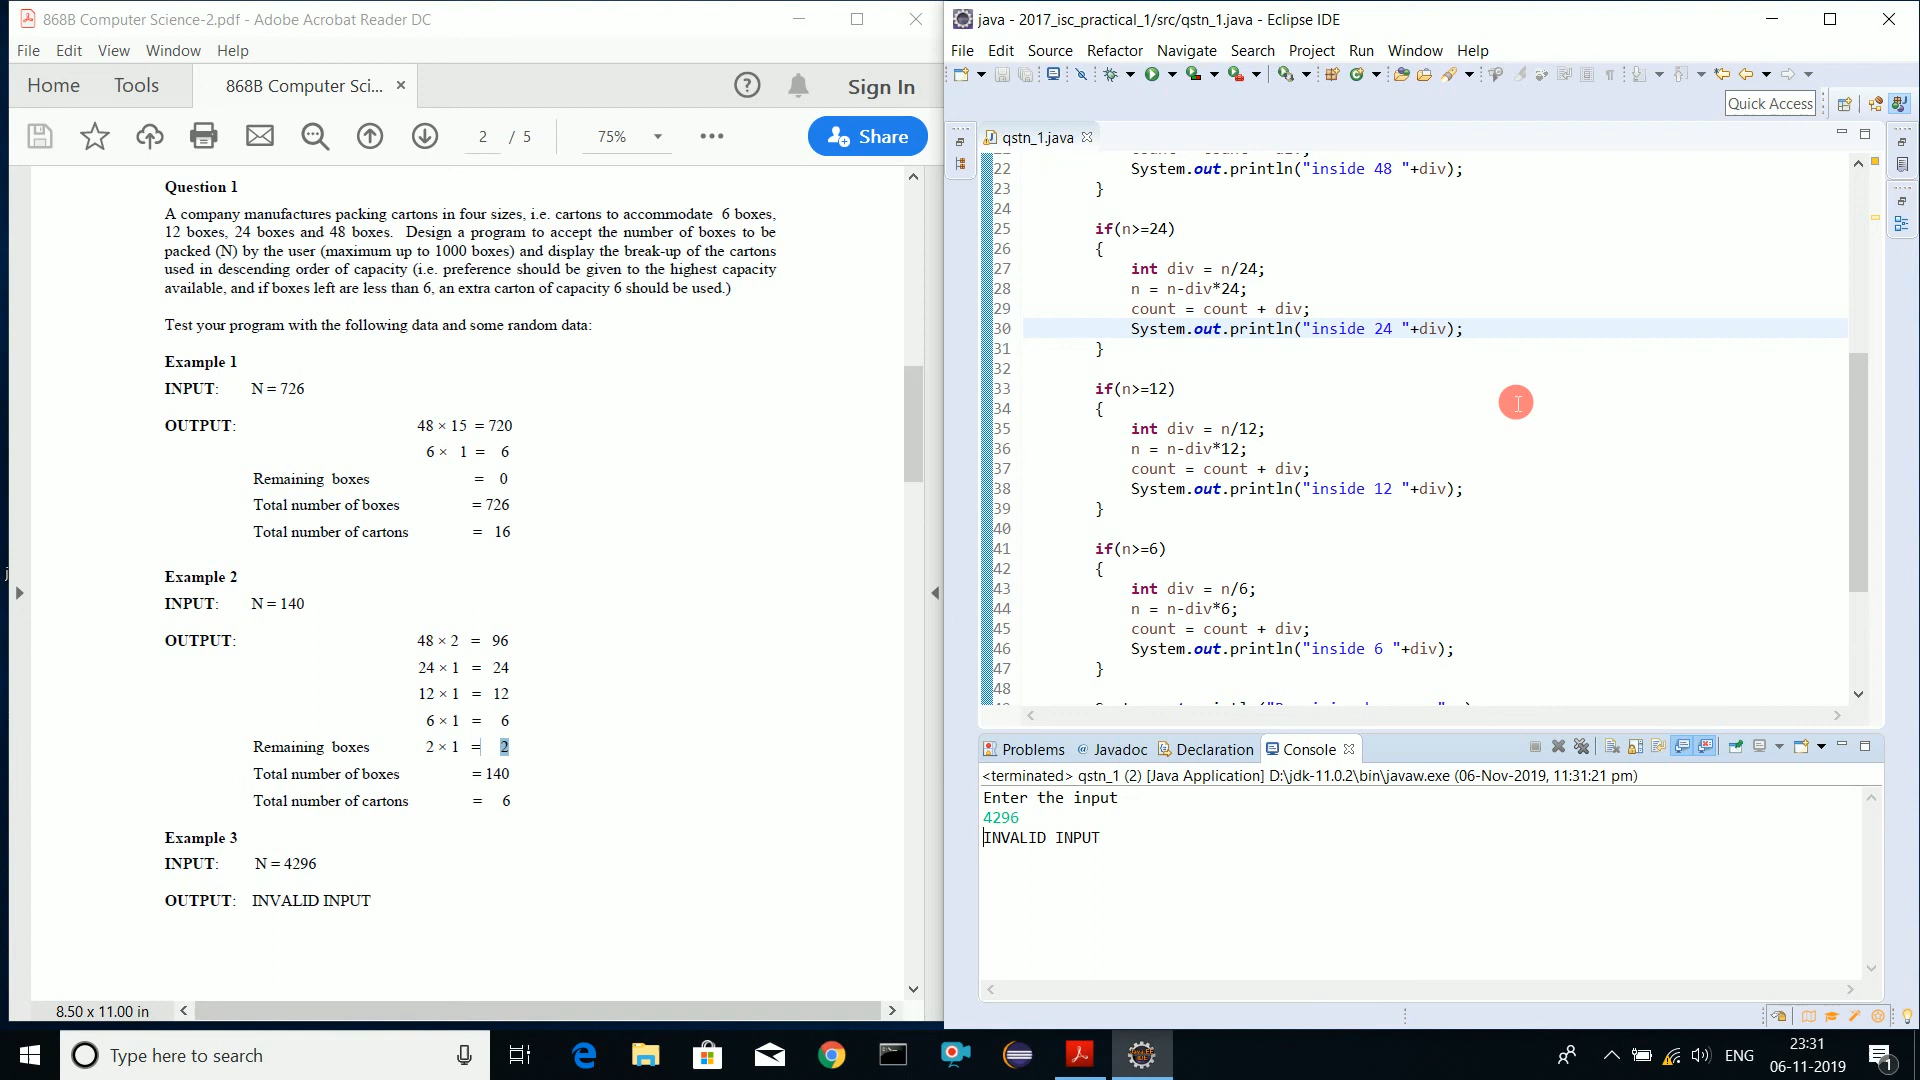 868B Computer Science-2.pdf - Adobe Acrobat Reader DC
File Edit View Window Help
Home Tools 868B Computer Sci... × Sign In
2 / 5 75% Share
Question 1
A company manufactures packing cartons in four sizes, i.e. cartons to accommodate 6 boxes,
12 boxes, 24 boxes and 48 boxes. Design a program to accept the number of boxes to be
packed (N) by the user (maximum up to 1000 boxes) and display the break-up of the cartons
used in descending order of capacity (i.e. preference should be given to the highest capacity
available, and if boxes left are less than 6, an extra carton of capacity 6 should be used.)
Test your program with the following data and some random data:
Example 1
INPUT: N = 726
OUTPUT: 48 × 15 = 720
6 × 1 = 6
Remaining boxes = 0
Total number of boxes = 726
Total number of cartons = 16
Example 2
INPUT: N = 140
OUTPUT: 48 × 2 = 96
24 × 1 = 24
12 × 1 = 12
6 × 1 = 6
Remaining boxes 2 × 1 = 2
Total number of boxes = 140
Total number of cartons = 6
Example 3
INPUT: N = 4296
OUTPUT: INVALID INPUT
8.50 x 11.00 in
java - 2017_isc_practical_1/src/qstn_1.java - Eclipse IDE
File Edit Source Refactor Navigate Search Project Run Window Help
Quick Access
qstn_1.java
22 System.out.println("inside 48 "+div);
23 }
24
25 if(n>=24)
26 {
27 int div = n/24;
28 n = n-div*24;
29 count = count + div;
30 System.out.println("inside 24 "+div);
31 }
32
33 if(n>=12)
34 {
35 int div = n/12;
36 n = n-div*12;
37 count = count + div;
38 System.out.println("inside 12 "+div);
39 }
40
41 if(n>=6)
42 {
43 int div = n/6;
44 n = n-div*6;
45 count = count + div;
46 System.out.println("inside 6 "+div);
47 }
48
Problems @ Javadoc Declaration Console
<terminated> qstn_1 (2) [Java Application] D:\jdk-11.0.2\bin\javaw.exe (06-Nov-2019, 11:31:21 pm)
Enter the input
4296
INVALID INPUT
Type here to search
ENG
23:31
06-11-2019
1